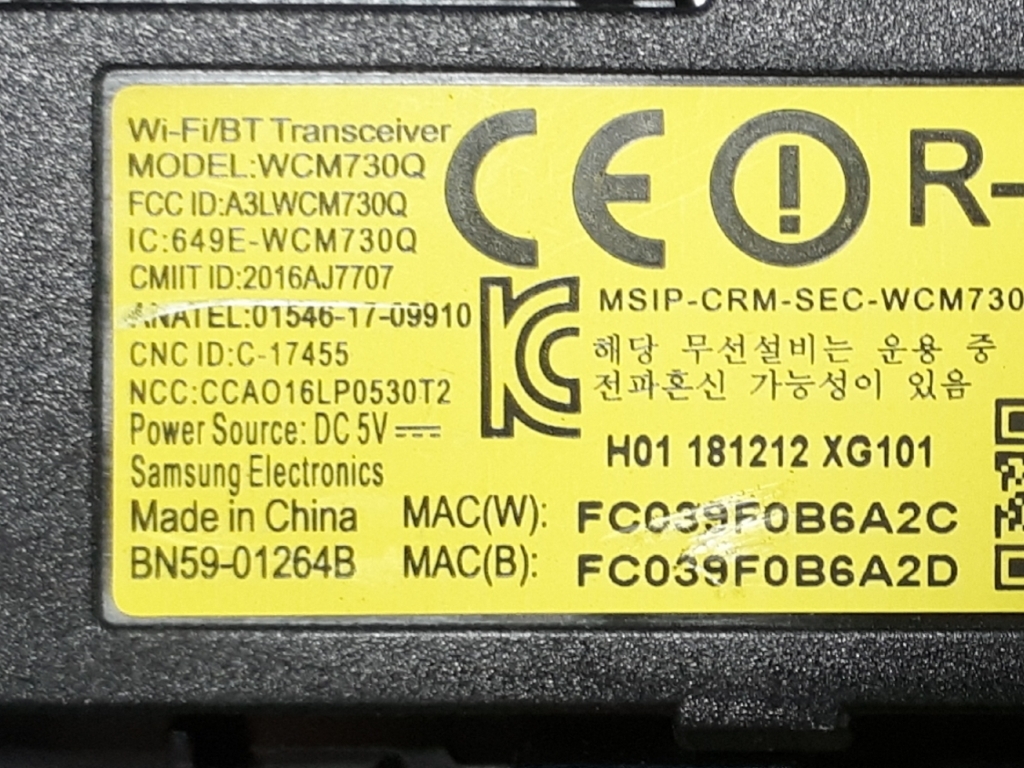 Wi-Fi/BT Transceiver
MODEL:WCM730Q
FCC ID:A3LWCM730Q
IC:649E-WCM730Q
CMIIT ID:2016AJ7707
ANATEL:01546-17-09910
CNC ID:C-17455
NCC:CCAO16LP0530T2
Power Source: DC 5V
Samsung Electronics
Made in China
BN59-01264B
CE R-
MSIP-CRM-SEC-WCM730
해당 무선설비는 운용 중
전파혼신 가능성이 있음
H01 181212 XG101
MAC(W): FC039F0B6A2C
MAC(B): FC039F0B6A2D